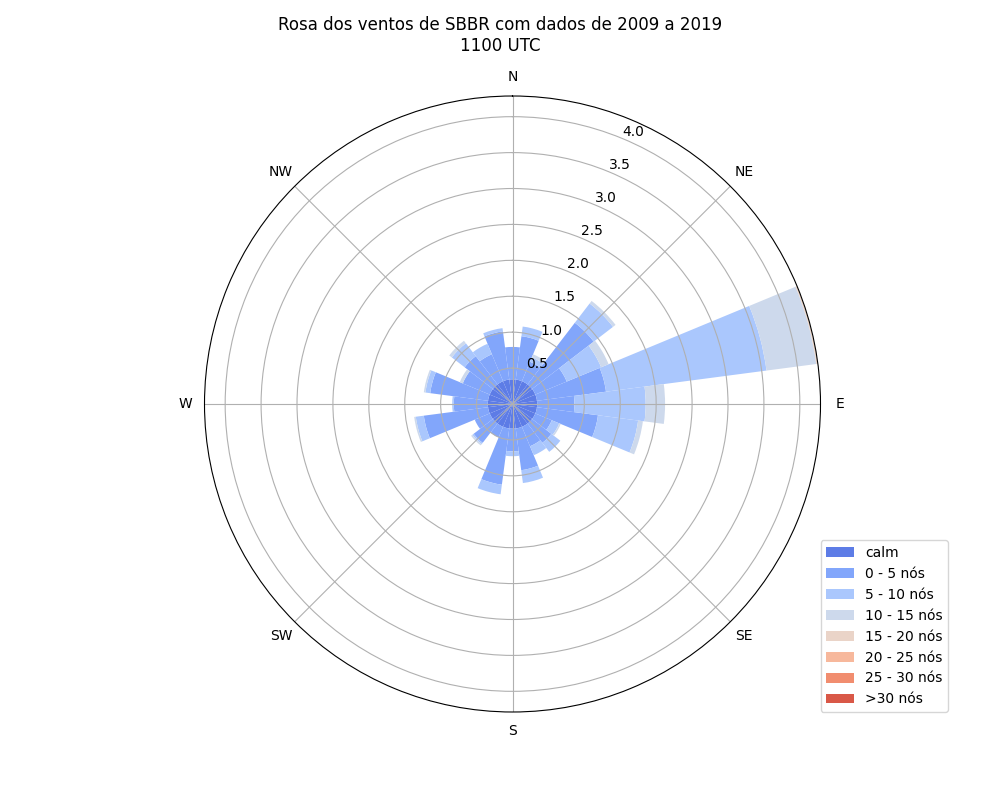 Rosa dos ventos de SBBR com dados de 2009 a 2019
1100 UTC
N
NE
NW
4.0
3.5
3.0
2.5
2.0
1.5
1.0
0.5
W
E
SW
SE
S
calm
0 - 5 nós
5 - 10 nós
10 - 15 nós
15 - 20 nós
20 - 25 nós
25 - 30 nós
>30 nós